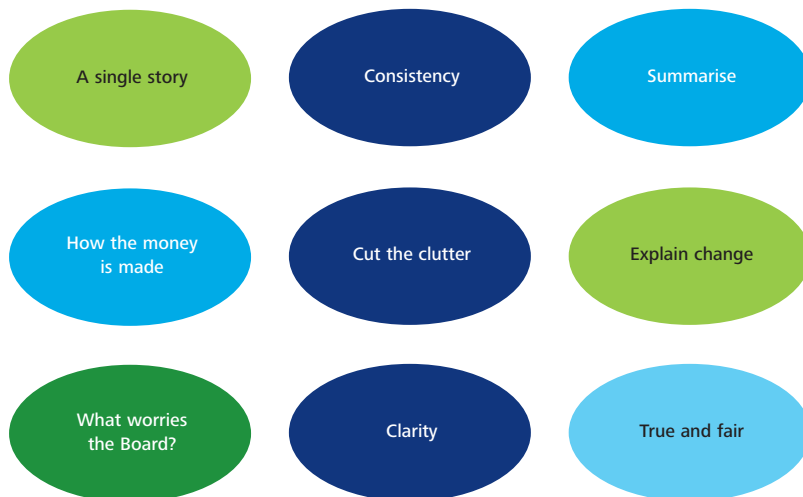 A single story
Consistency
Summarise
How the money
is made
Cut the clutter
Explain change
What worries
the Board?
Clarity
True and fair